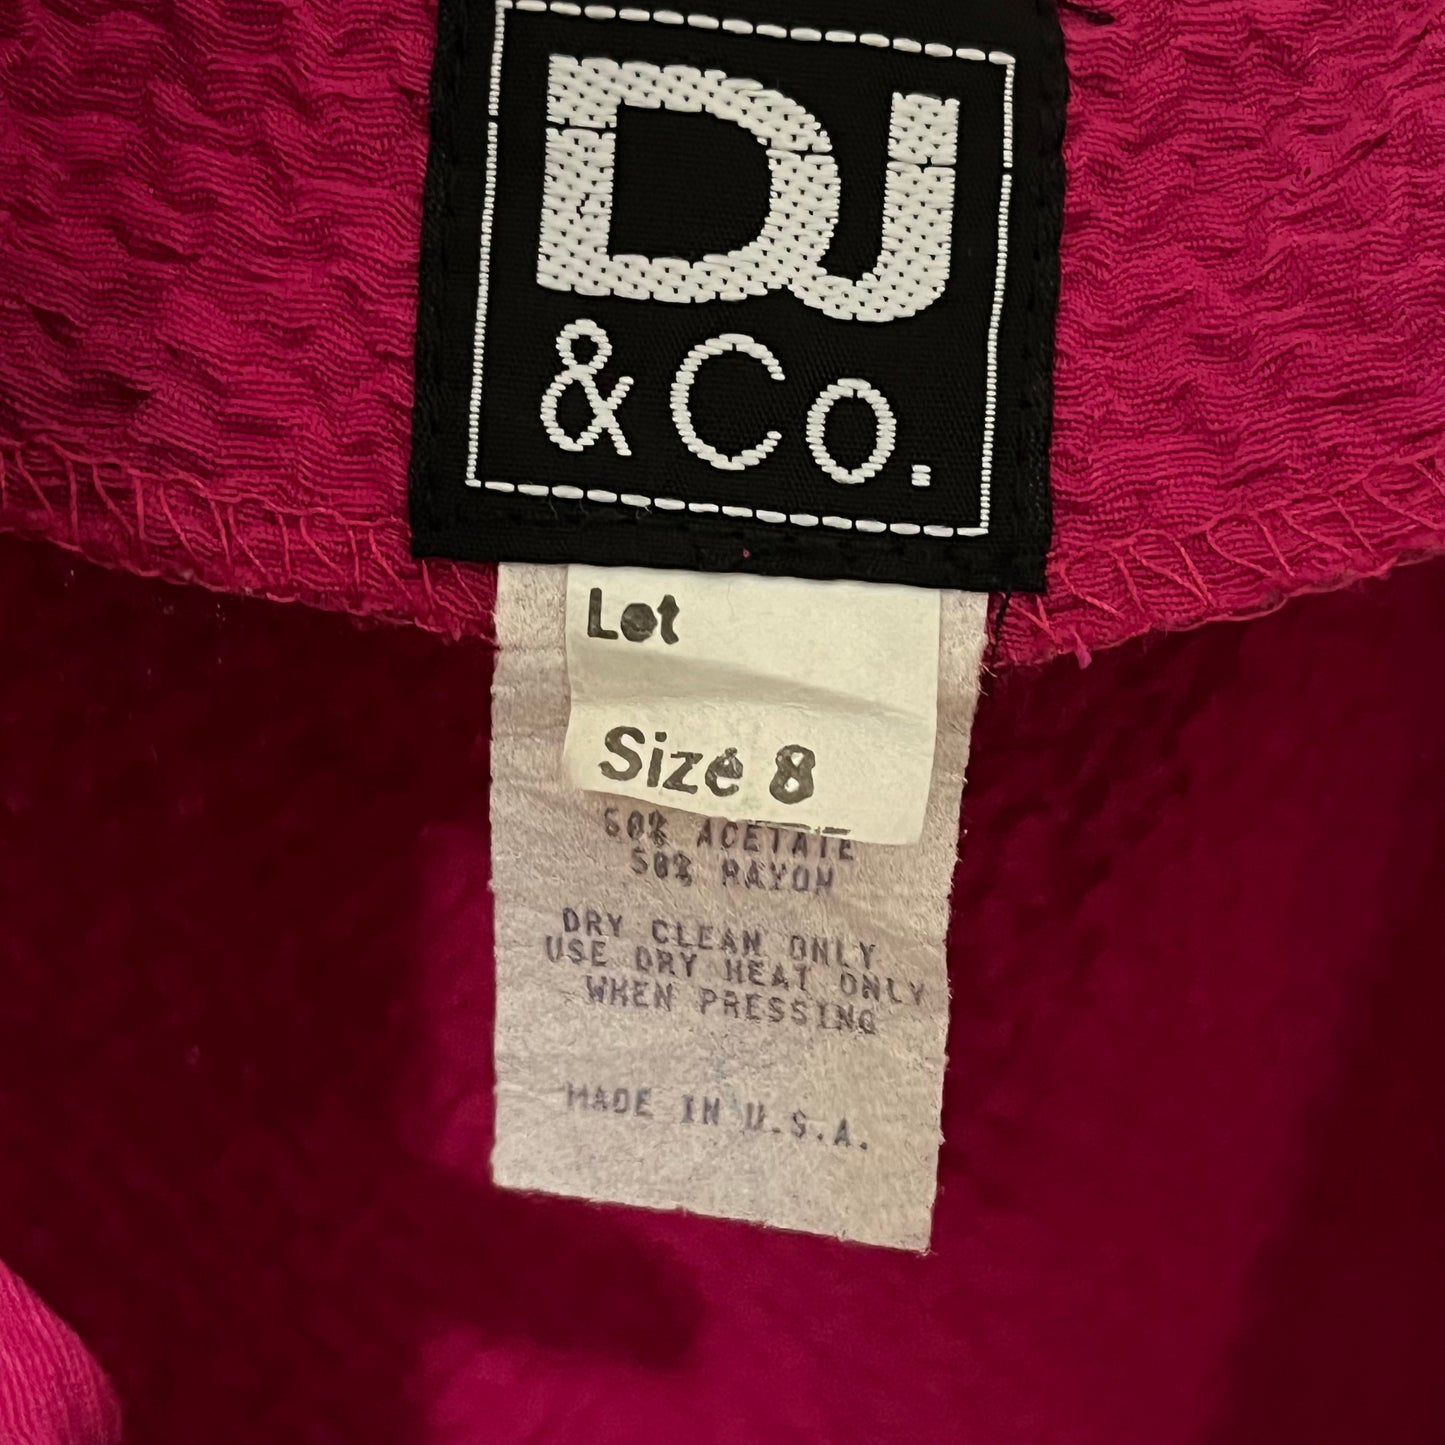 DJ
& Co.
Lot
Size 8
50% ACETATE
50% RAYON
DRY CLEAN ONLY
USE DRY HEAT ONLY
WHEN PRESSING
MADE IN U.S.A.